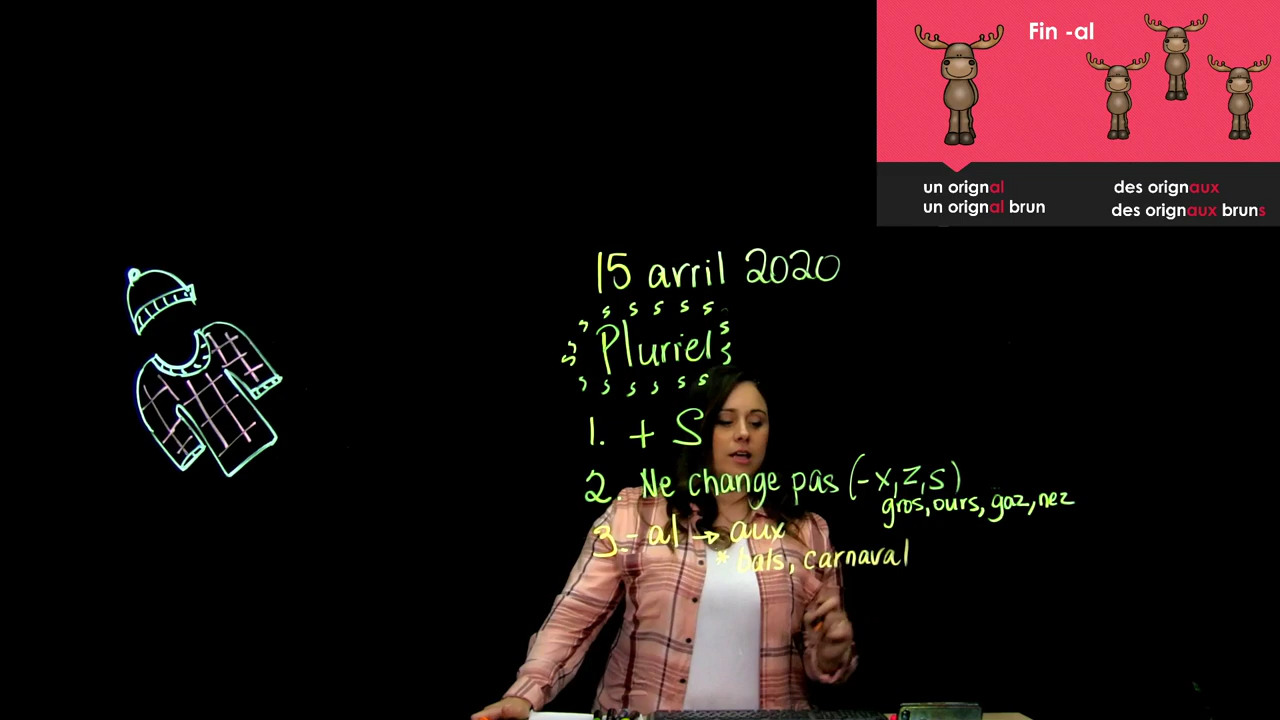 Fin -al
un orignal
un orignal brun
des orignaux
des orignaux bruns
15 avril 2020
s s s s s
s Pluriel s
s s
s s s s s s
1. + S
2. Ne change pas (-x,z,s)
gros, ours, gaz, nez
3. -al → aux
* bals, carnaval